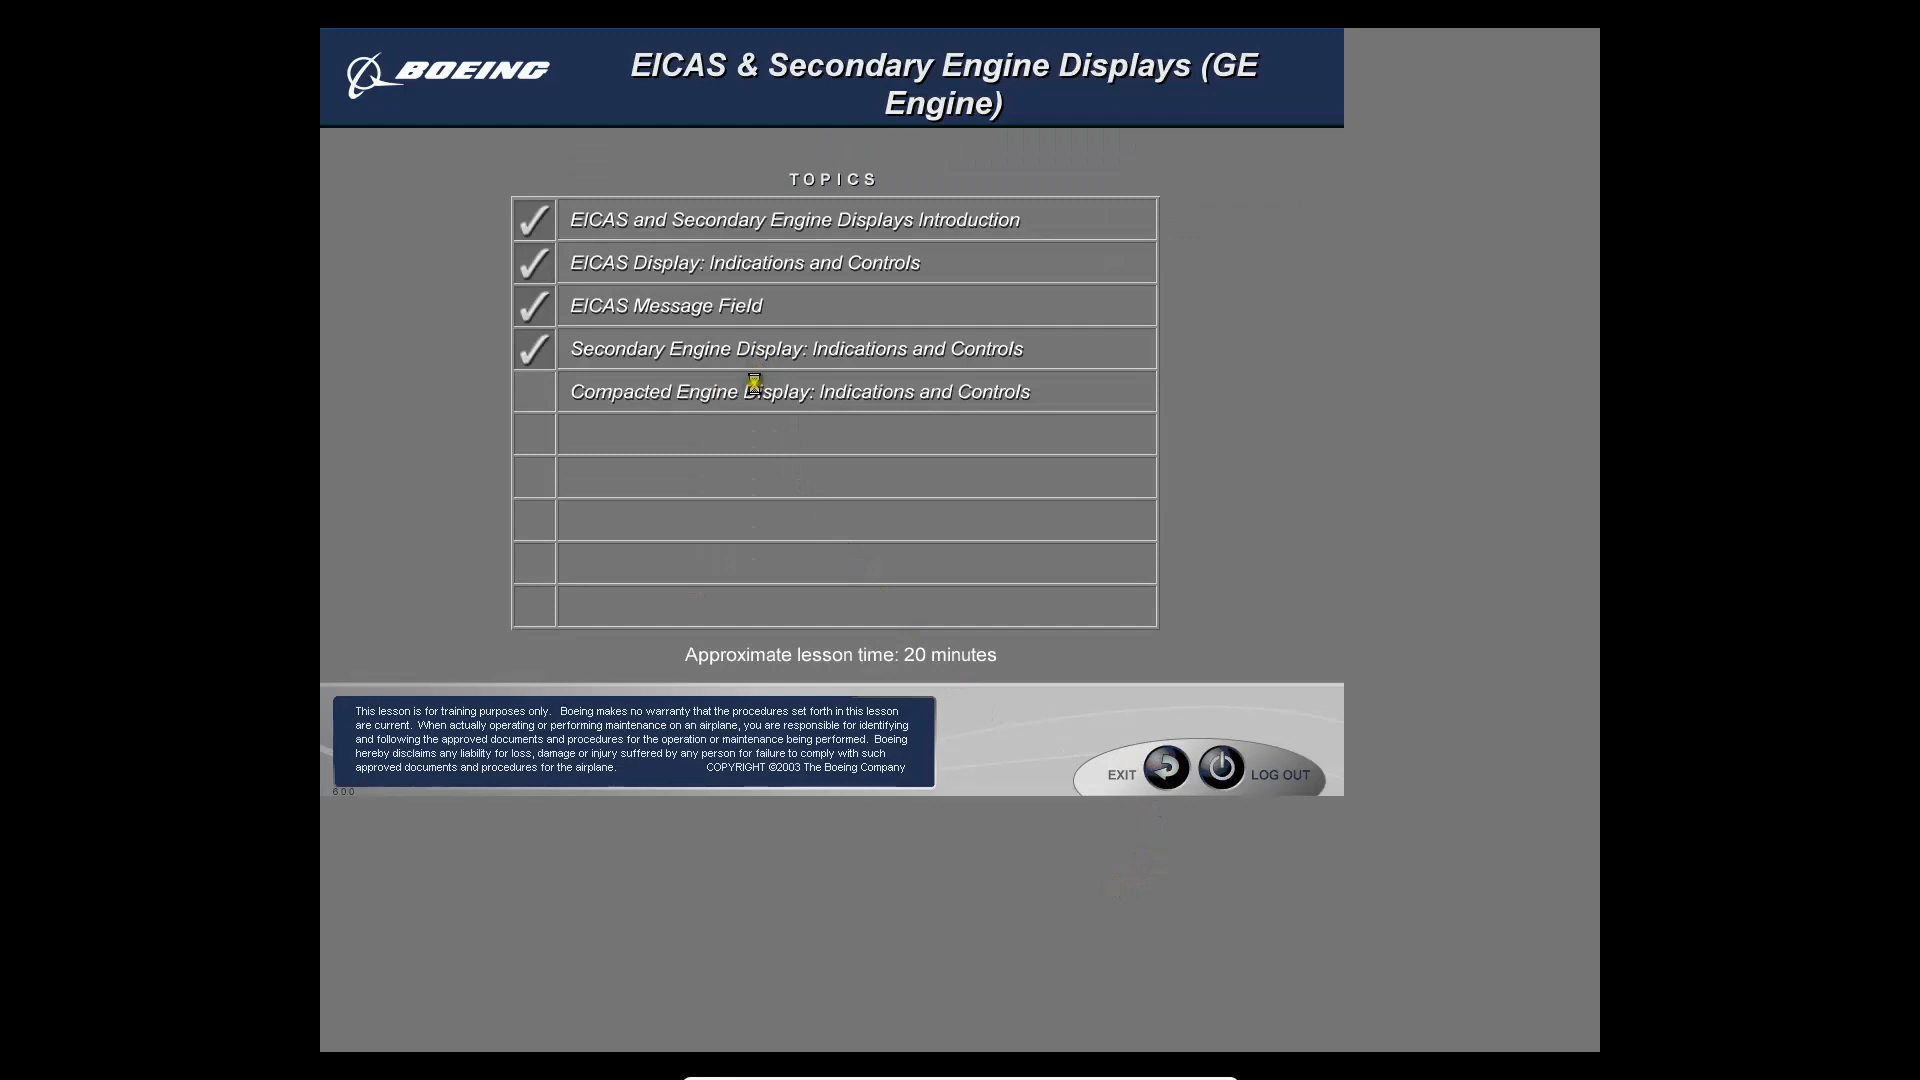 BOEING
EICAS & Secondary Engine Displays (GE
Engine)
TOPICS
EICAS and Secondary Engine Displays Introduction
EICAS Display: Indications and Controls
EICAS Message Field
Secondary Engine Display: Indications and Controls
Compacted Engine Display: Indications and Controls
Approximate lesson time: 20 minutes
This lesson is for training purposes only. Boeing makes no warranty that the procedures set forth in this lesson
are current. When actually operating or performing maintenance on an airplane, you are responsible for identifying
and following the approved documents and procedures for the operation or maintenance being performed. Boeing
hereby disclaims any liability for loss, damage or injury suffered by any person for failure to comply with such
approved documents and procedures for the airplane. COPYRIGHT ©2003 The Boeing Company
EXIT LOG OUT
6.0.0